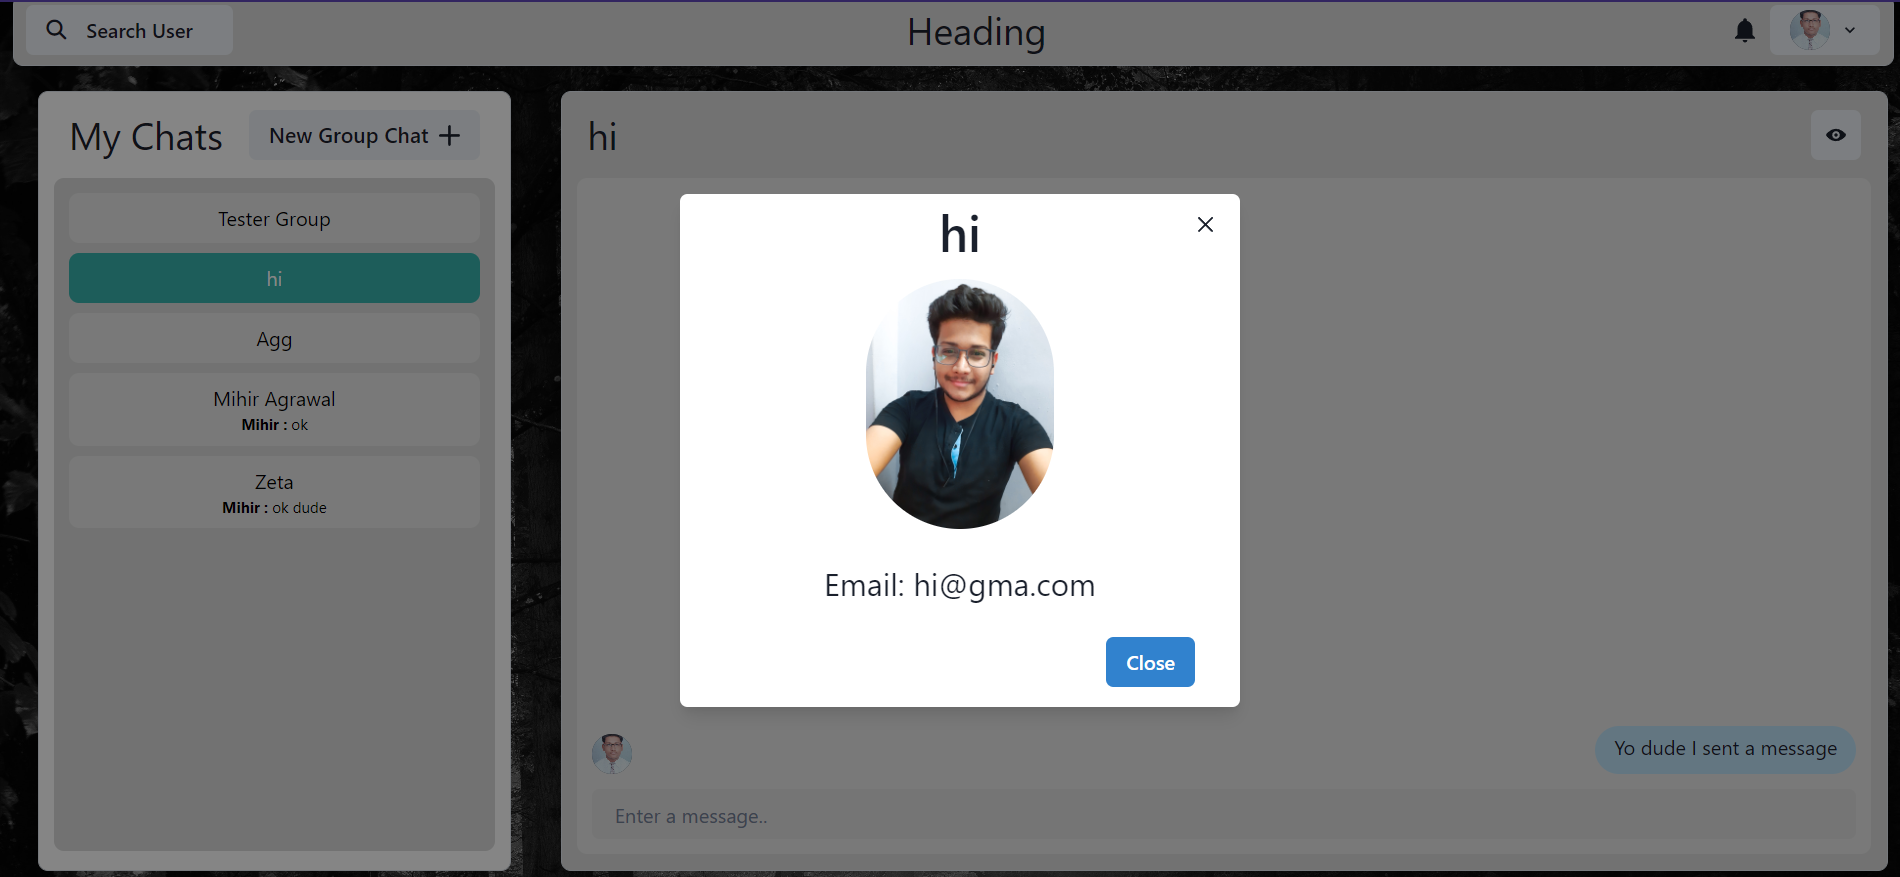 Search User
Heading
My Chats
New Group Chat
Tester Group
hi
Agg
Mihir Agrawal
Mihir : ok
Zeta
Mihir : ok dude
hi
hi
Email: hi@gma.com
Close
Yo dude I sent a message
Enter a message..